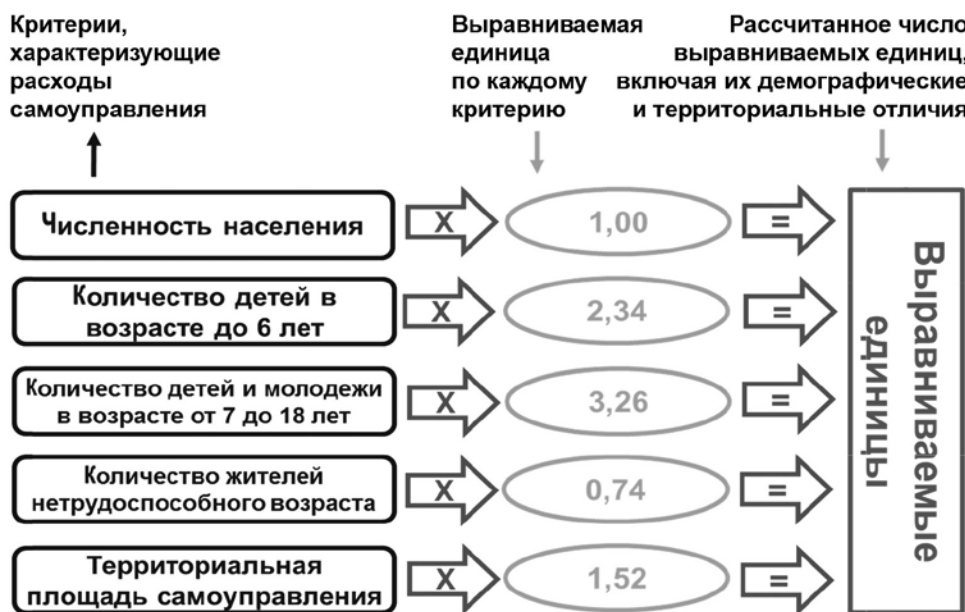 Критерии,
характеризующие
расходы
самоуправления
Выравниваемая
единица
по каждому
критерию
Рассчитанное число
выравниваемых единиц,
включая их демографические
и территориальные отличия
Численность населения
X
1,00
=
Количество детей в
возрасте до 6 лет
X
2,34
=
Количество детей и молодежи
в возрасте от 7 до 18 лет
X
3,26
=
Количество жителей
нетрудоспособного возраста
X
0,74
=
Территориальная
площадь самоуправления
X
1,52
=
Выравниваемые
единицы